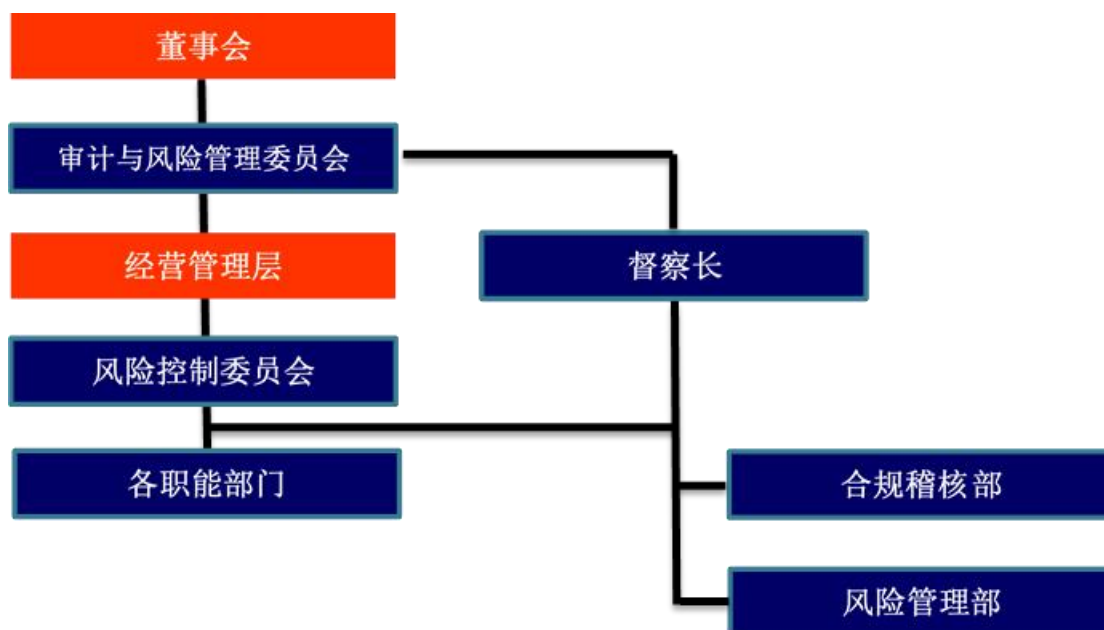 董事会
审计与风险管理委员会
经营管理层
督察长
风险控制委员会
各职能部门
合规稽核部
风险管理部